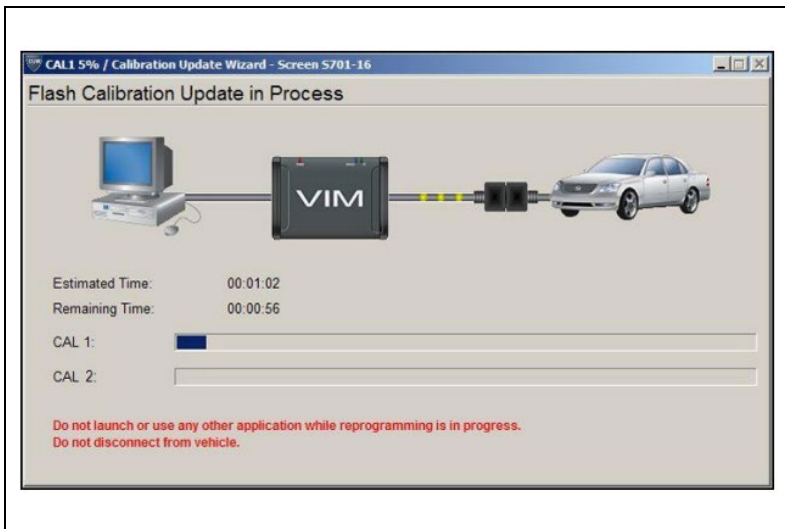 CAL1 5% / Calibration Update Wizard - Screen S701-16
Flash Calibration Update in Process
VIM
Estimated Time: 00:01:02
Remaining Time: 00:00:56
CAL 1:
CAL 2:
Do not launch or use any other application while reprogramming is in progress.
Do not disconnect from vehicle.